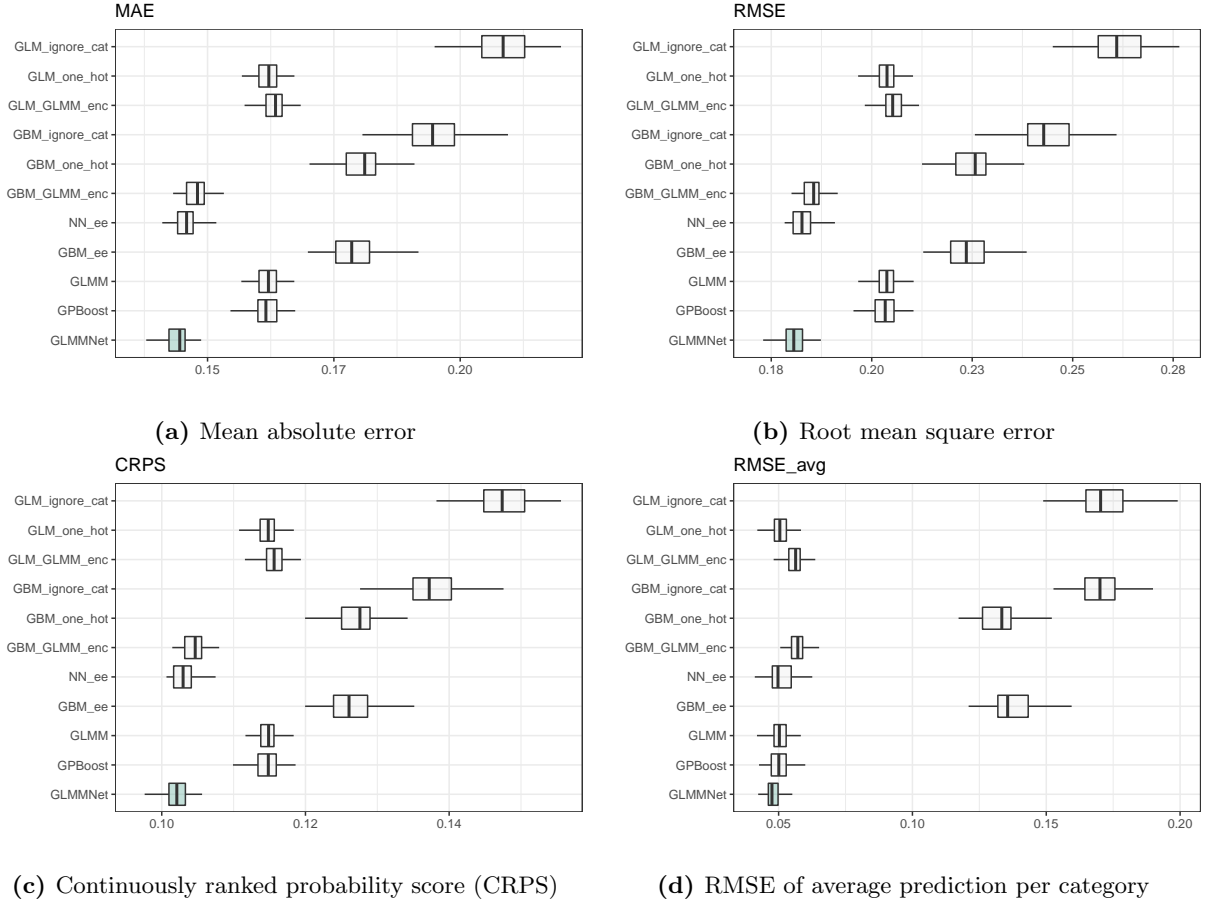 MAE
GLM_ignore_cat
GLM_one_hot
GLM_GLMM_enc
GBM_ignore_cat
GBM_one_hot
GBM_GLMM_enc
NN_ee
GBM_ee
GLMM
GPBoost
GLMMNet
0.15 0.17 0.20
(a) Mean absolute error
RMSE
GLM_ignore_cat
GLM_one_hot
GLM_GLMM_enc
GBM_ignore_cat
GBM_one_hot
GBM_GLMM_enc
NN_ee
GBM_ee
GLMM
GPBoost
GLMMNet
0.18 0.20 0.23 0.25 0.28
(b) Root mean square error
CRPS
GLM_ignore_cat
GLM_one_hot
GLM_GLMM_enc
GBM_ignore_cat
GBM_one_hot
GBM_GLMM_enc
NN_ee
GBM_ee
GLMM
GPBoost
GLMMNet
0.10 0.12 0.14
(c) Continuously ranked probability score (CRPS)
RMSE_avg
GLM_ignore_cat
GLM_one_hot
GLM_GLMM_enc
GBM_ignore_cat
GBM_one_hot
GBM_GLMM_enc
NN_ee
GBM_ee
GLMM
GPBoost
GLMMNet
0.05 0.10 0.15 0.20
(d) RMSE of average prediction per category